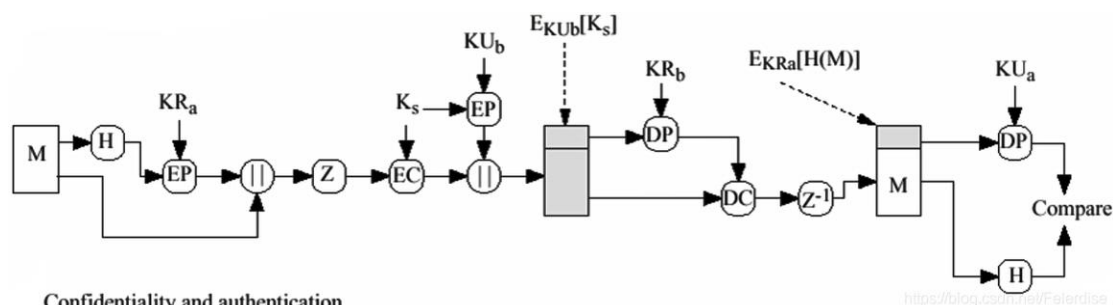 E_KUb[K_s]
KU_b
KR_b
E_KRa[H(M)]
KU_a
KR_a
K_s
EP
M
H
EP
||
Z
EC
||
DP
DC
Z⁻¹
M
DP
Compare
H
Confidentiality and authentication
https://blog.csdn.net/Felerdise